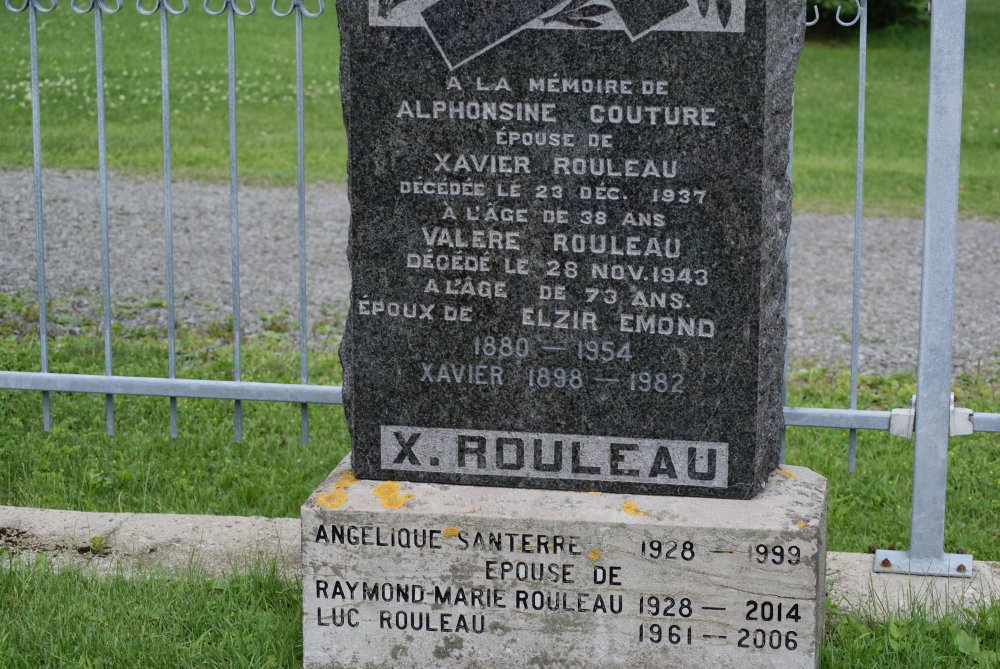 À LA MÉMOIRE DE
ALPHONSINE COUTURE
ÉPOUSE DE
XAVIER ROULEAU
DÉCÉDÉE LE 23 DÉC. 1937
À L'ÂGE DE 38 ANS
VALÈRE ROULEAU
DÉCÉDÉ LE 28 NOV. 1943
À L'ÂGE DE 73 ANS.
ÉPOUX DE ELZIR EMOND
1880 — 1954
XAVIER 1898 — 1982
X. ROULEAU
ANGELIQUE SANTERRE 1928 — 1999
EPOUSE DE
RAYMOND-MARIE ROULEAU 1928 — 2014
LUC ROULEAU 1961 — 2006